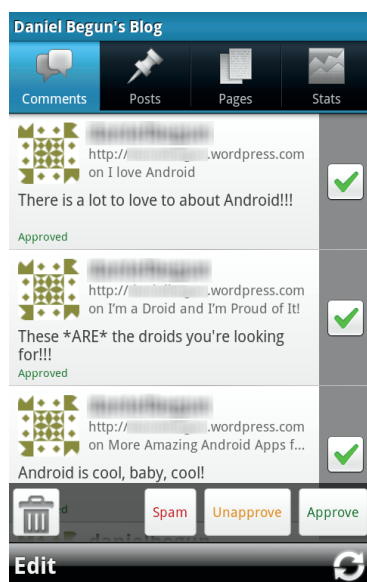 Daniel Begun's Blog
Comments Posts Pages Stats
http:// .wordpress.com
on I love Android
There is a lot to love to about Android!!!
Approved
http:// .wordpress.com
on I'm a Droid and I'm Proud of It!
These *ARE* the droids you're looking
for!!!
Approved
http:// .wordpress.com
on More Amazing Android Apps f...
Android is cool, baby, cool!
Spam Unapprove Approve
Edit